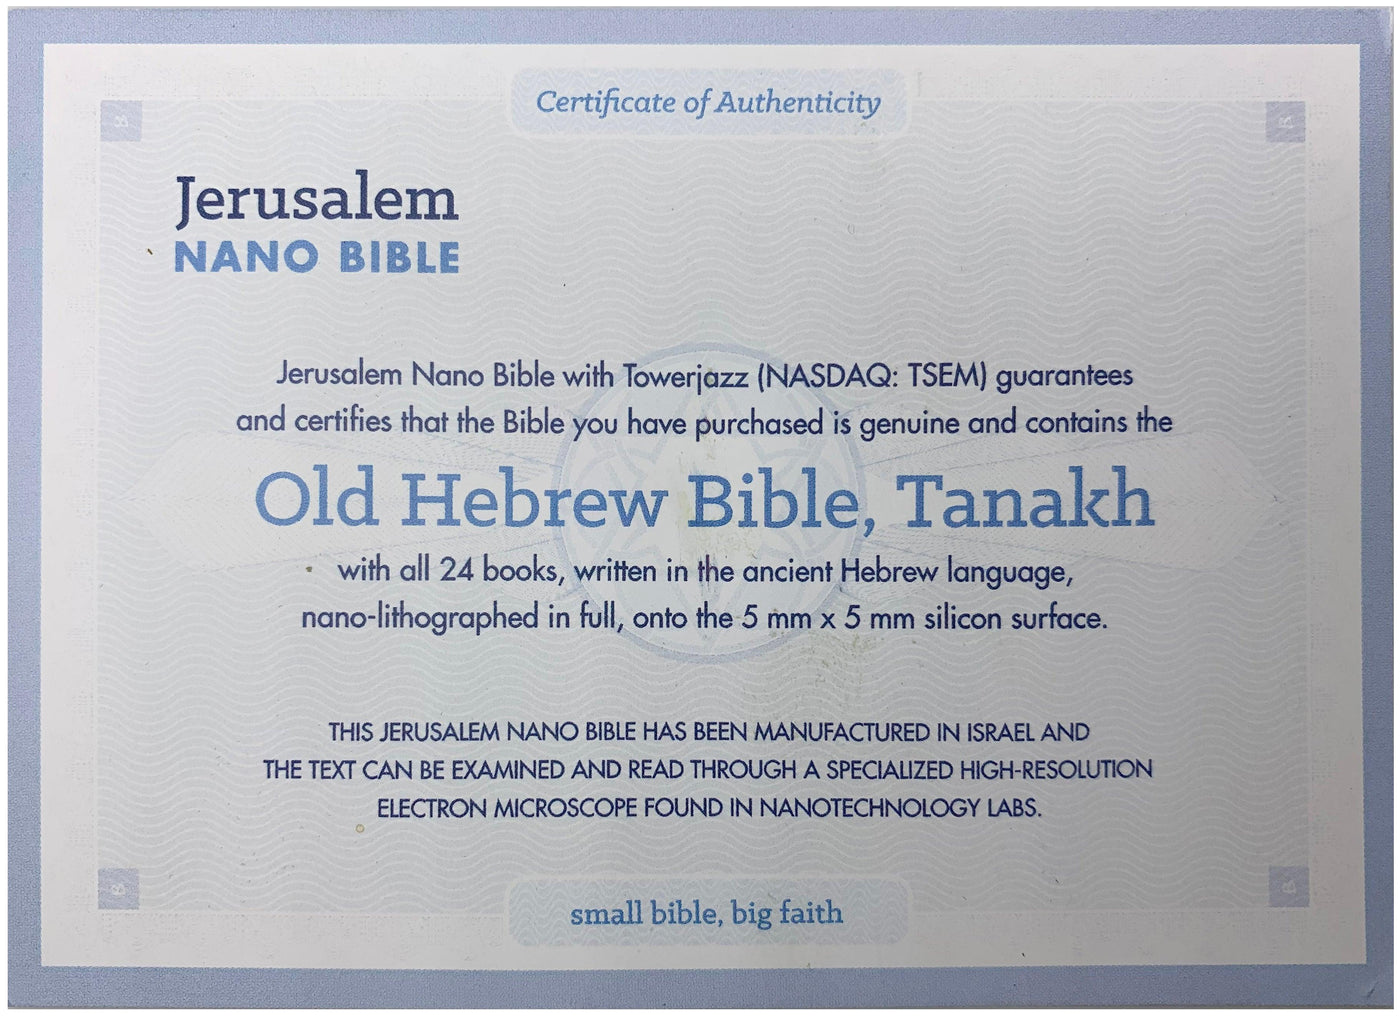 Certificate of Authenticity
Jerusalem
NANO BIBLE
Jerusalem Nano Bible with Towerjazz (NASDAQ: TSEM) guarantees
and certifies that the Bible you have purchased is genuine and contains the
Old Hebrew Bible, Tanakh
with all 24 books, written in the ancient Hebrew language,
nano-lithographed in full, onto the 5 mm x 5 mm silicon surface.
THIS JERUSALEM NANO BIBLE HAS BEEN MANUFACTURED IN ISRAEL AND
THE TEXT CAN BE EXAMINED AND READ THROUGH A SPECIALIZED HIGH-RESOLUTION
ELECTRON MICROSCOPE FOUND IN NANOTECHNOLOGY LABS.
small bible, big faith